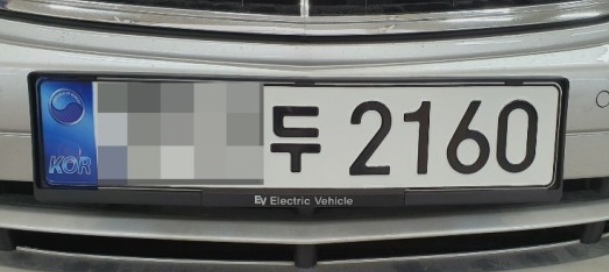 KOR
두 2160
EV Electric Vehicle